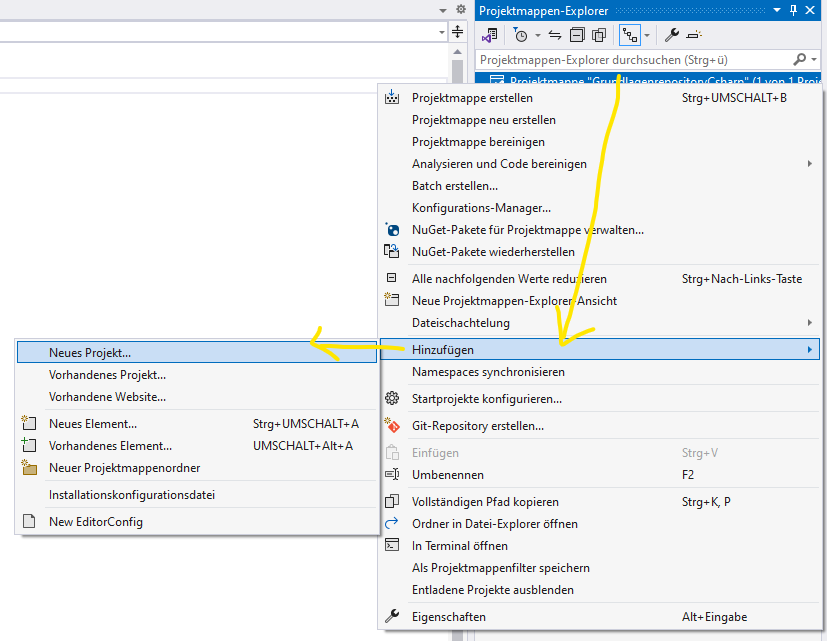 Projektmappen-Explorer
Projektmappen-Explorer durchsuchen (Strg+ü)
Projektmappe "GrundlagenrepositoryCsharp" (1 von 1 Proje
Projektmappe erstellen Strg+UMSCHALT+B
Projektmappe neu erstellen
Projektmappe bereinigen
Analysieren und Code bereinigen
Batch erstellen...
Konfigurations-Manager...
NuGet-Pakete für Projektmappe verwalten...
NuGet-Pakete wiederherstellen
Alle nachfolgenden Werte reduzieren Strg+Nach-Links-Taste
Neue Projektmappen-Explorer-Ansicht
Dateischachtelung
Hinzufügen
Namespaces synchronisieren
Startprojekte konfigurieren...
Git-Repository erstellen...
Einfügen Strg+V
Umbenennen F2
Vollständigen Pfad kopieren Strg+K, P
Ordner in Datei-Explorer öffnen
In Terminal öffnen
Als Projektmappenfilter speichern
Entladene Projekte ausblenden
Eigenschaften Alt+Eingabe
Neues Projekt...
Vorhandenes Projekt...
Vorhandene Website...
Neues Element... Strg+UMSCHALT+A
Vorhandenes Element... UMSCHALT+Alt+A
Neuer Projektmappenordner
Installationskonfigurationsdatei
New EditorConfig